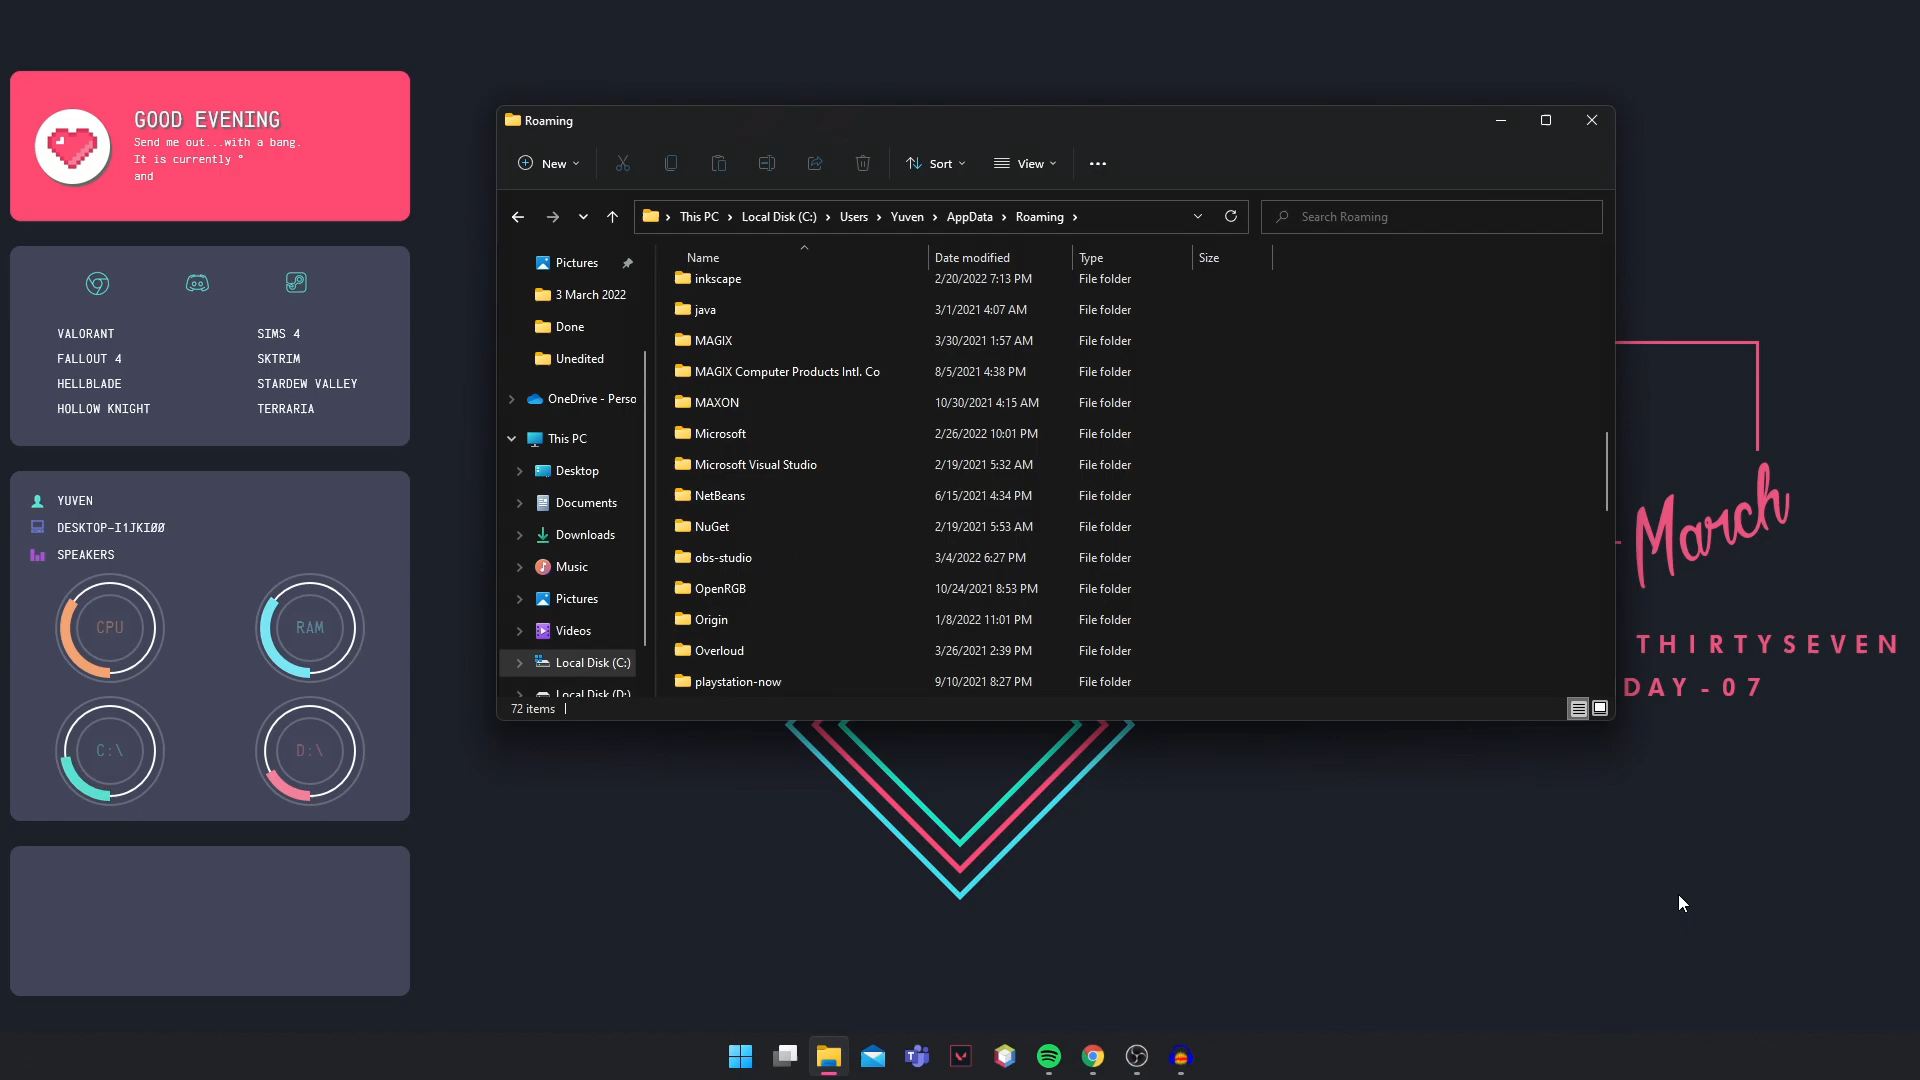 GOOD EVENING
Send me out...with a bang.
It is currently °
and
VALORANT
SIMS 4
FALLOUT 4
SKTRIM
HELLBLADE
STARDEW VALLEY
HOLLOW KNIGHT
TERRARIA
YUVEN
DESKTOP-I1JKI00
SPEAKERS
CPU
RAM
C:\
D:\
Roaming
New
Sort
View
This PC
Local Disk (C:)
Users
Yuven
AppData
Roaming
Search Roaming
Pictures
3 March 2022
Done
Unedited
OneDrive - Perso
This PC
Desktop
Documents
Downloads
Music
Pictures
Videos
Local Disk (C:)
Local Disk (D:)
Name Date modified Type Size
inkscape 2/20/2022 7:13 PM File folder
java 3/1/2021 4:07 AM File folder
MAGIX 3/30/2021 1:57 AM File folder
MAGIX Computer Products Intl. Co 8/5/2021 4:38 PM File folder
MAXON 10/30/2021 4:15 AM File folder
Microsoft 2/26/2022 10:01 PM File folder
Microsoft Visual Studio 2/19/2021 5:32 AM File folder
NetBeans 6/15/2021 4:34 PM File folder
NuGet 2/19/2021 5:53 AM File folder
obs-studio 3/4/2022 6:27 PM File folder
OpenRGB 10/24/2021 8:53 PM File folder
Origin 1/8/2022 11:01 PM File folder
Overloud 3/26/2021 2:39 PM File folder
playstation-now 9/10/2021 8:27 PM File folder
72 items
March
THIRTYSEVEN
DAY-07